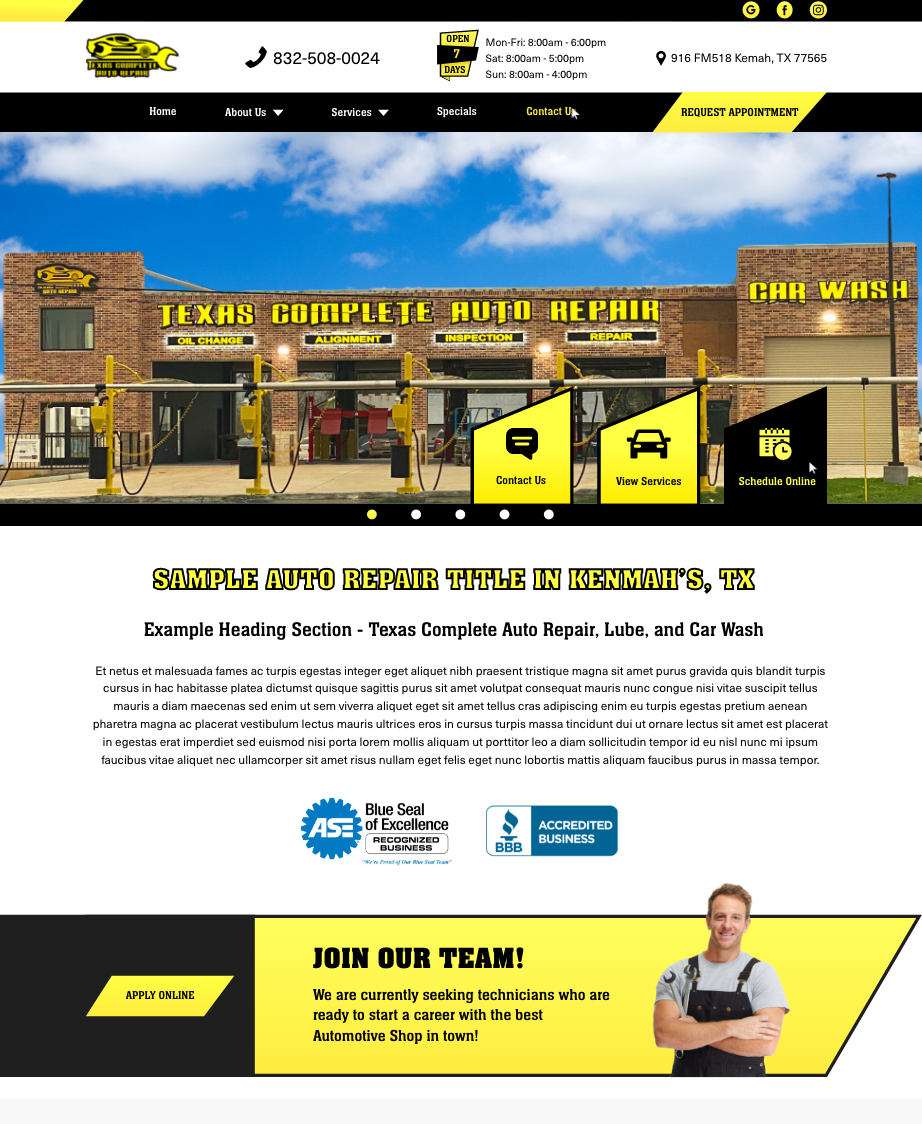 TEXAS COMPLETE
AUTO REPAIR
832-508-0024
OPEN
7
DAYS
Mon-Fri: 8:00am - 6:00pm
Sat: 8:00am - 5:00pm
Sun: 8:00am - 4:00pm
916 FM518 Kemah, TX 77565
Home
About Us
Services
Specials
Contact Us
REQUEST APPOINTMENT
AUTO REPAIR
TEXAS COMPLETE AUTO REPAIR
CAR WASH
OIL CHANGE
ALIGNMENT
INSPECTION
REPAIR
Contact Us
View Services
Schedule Online
SAMPLE AUTO REPAIR TITLE IN KENMAH'S, TX
Example Heading Section - Texas Complete Auto Repair, Lube, and Car Wash
Et netus et malesuada fames ac turpis egestas integer eget aliquet nibh praesent tristique magna sit amet purus gravida quis blandit turpis
cursus in hac habitasse platea dictumst quisque sagittis purus sit amet volutpat consequat mauris nunc congue nisi vitae suscipit tellus
mauris a diam maecenas sed enim ut sem viverra aliquet eget sit amet tellus cras adipiscing enim eu turpis egestas pretium aenean
pharetra magna ac placerat vestibulum lectus mauris ultrices eros in cursus turpis massa tincidunt dui ut ornare lectus sit amet est placerat
in egestas erat imperdiet sed euismod nisi porta lorem mollis aliquam ut porttitor leo a diam sollicitudin tempor id eu nisl nunc mi ipsum
faucibus vitae aliquet nec ullamcorper sit amet risus nullam eget felis eget nunc lobortis mattis aliquam faucibus purus in massa tempor.
ASE
Blue Seal
of Excellence
RECOGNIZED
BUSINESS
"We're Proud of Our Blue Seal Team"
BBB
ACCREDITED
BUSINESS
APPLY ONLINE
JOIN OUR TEAM!
We are currently seeking technicians who are
ready to start a career with the best
Automotive Shop in town!